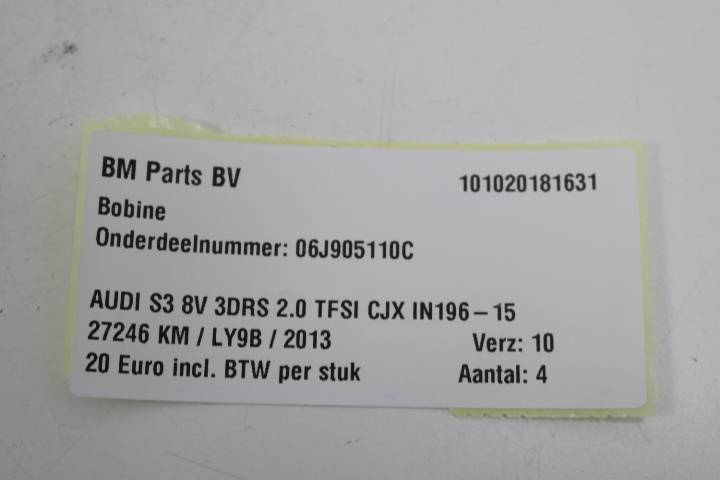 BM Parts BV 101020181631
Bobine
Onderdeelnummer: 06J905110C
AUDI S3 8V 3DRS 2.0 TFSI CJX IN196-15
27246 KM / LY9B / 2013 Verz: 10
20 Euro incl. BTW per stuk Aantal: 4